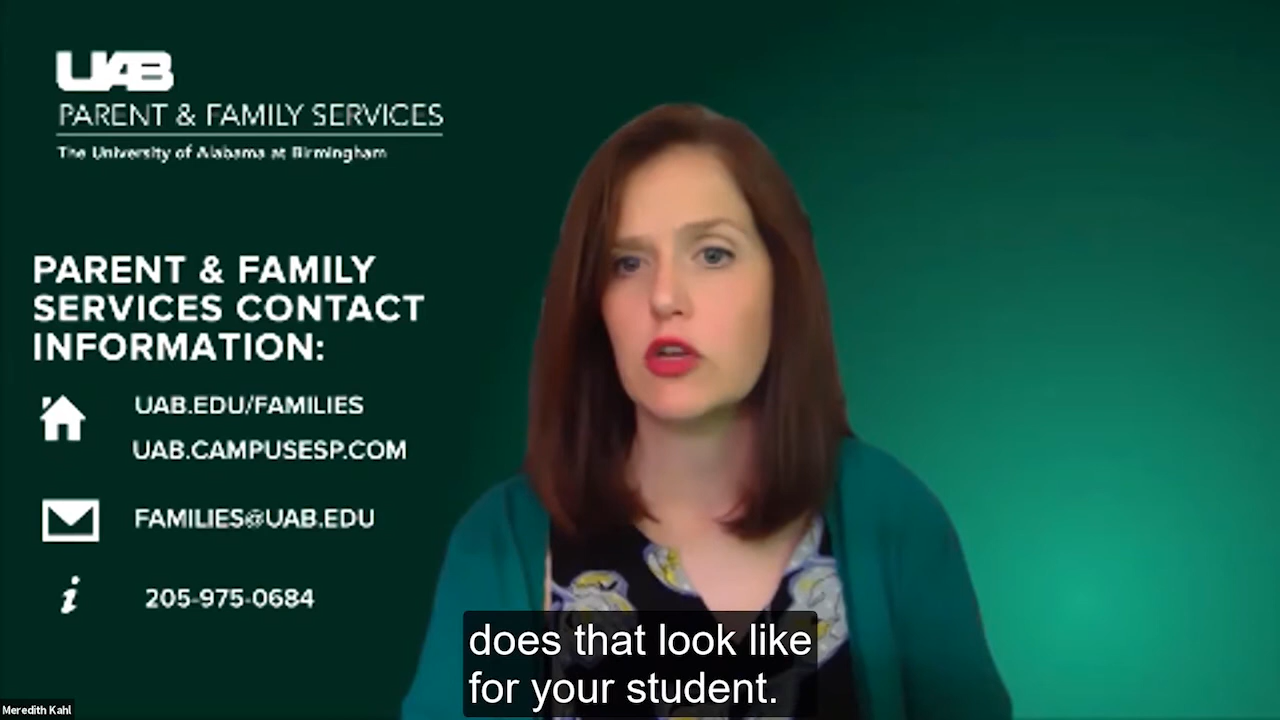 UAB
PARENT & FAMILY SERVICES
The University of Alabama at Birmingham
PARENT & FAMILY
SERVICES CONTACT
INFORMATION:
UAB.EDU/FAMILIES
UAB.CAMPUSESP.COM
FAMILIES@UAB.EDU
i 205-975-0684
does that look like
for your student.
Meredith Kahl